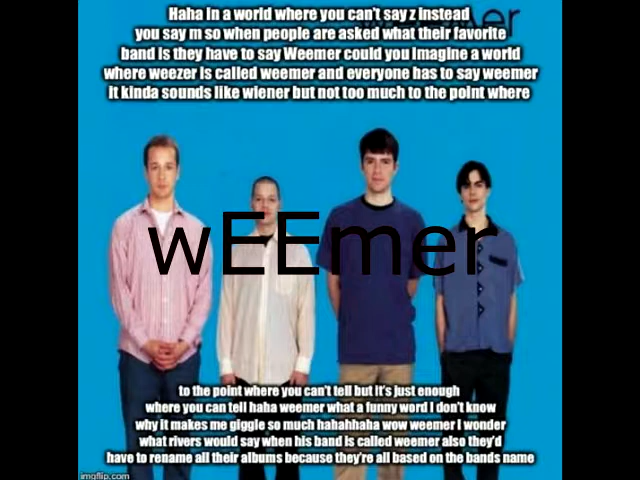 Haha in a world where you can't say z instead
you say m so when people are asked what their favorite
band is they have to say Weemer could you imagine a world
where weezer is called weemer and everyone has to say weemer
it kinda sounds like wiener but not too much to the point where
wEEmer
to the point where you can't tell but it's just enough
where you can tell haha weemer what a funny word I don't know
why it makes me giggle so much hahahhaha wow weemer i wonder
what rivers would say when his band is called weemer also they'd
have to rename all their albums because they're all based on the bands name
imgflip.com